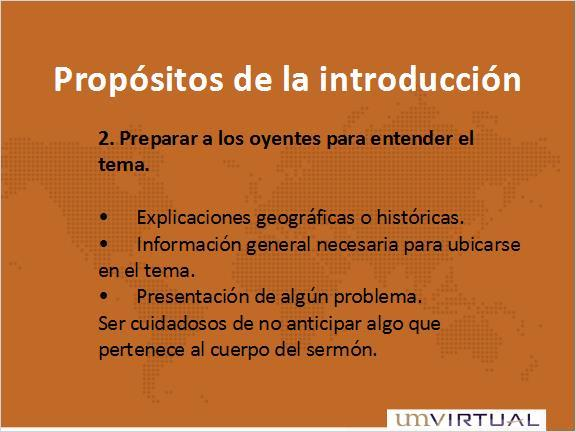 Propósitos de la introducción
2. Preparar a los oyentes para entender el
tema.
• Explicaciones geográficas o históricas.
• Información general necesaria para ubicarse
en el tema.
• Presentación de algún problema.
Ser cuidadosos de no anticipar algo que
pertenece al cuerpo del sermón.
UMVIRTUAL